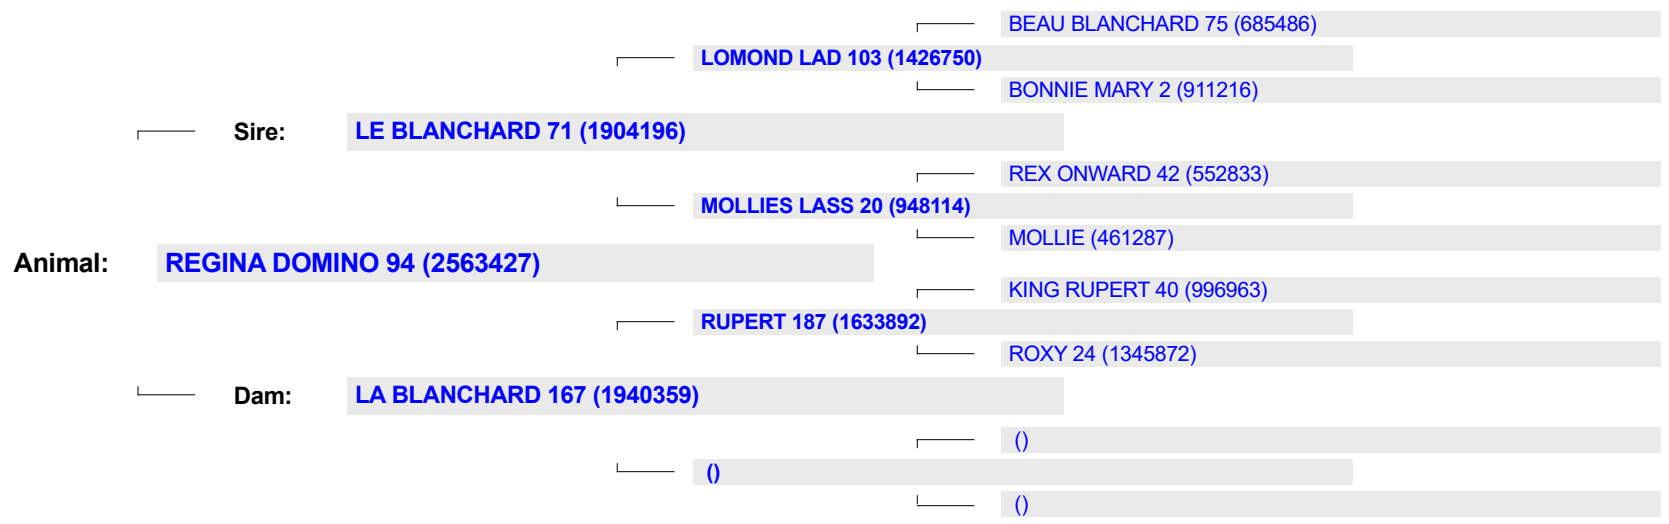 BEAU BLANCHARD 75 (685486)
LOMOND LAD 103 (1426750)
BONNIE MARY 2 (911216)
Sire: LE BLANCHARD 71 (1904196)
REX ONWARD 42 (552833)
MOLLIES LASS 20 (948114)
MOLLIE (461287)
Animal: REGINA DOMINO 94 (2563427)
KING RUPERT 40 (996963)
RUPERT 187 (1633892)
ROXY 24 (1345872)
Dam: LA BLANCHARD 167 (1940359)
()
()
()